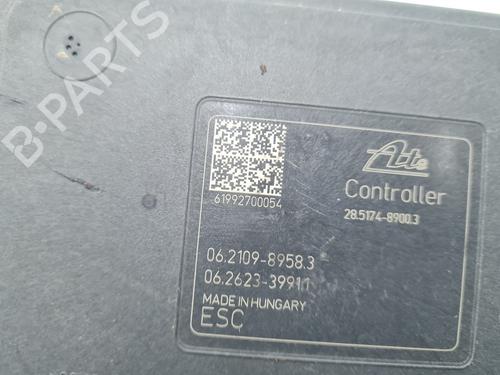 B-PARTS
Ate
Controller
28.5174-8900.3
61992700054
06.2109-8958.3
06.2623-3991.1
MADE IN HUNGARY
ESC